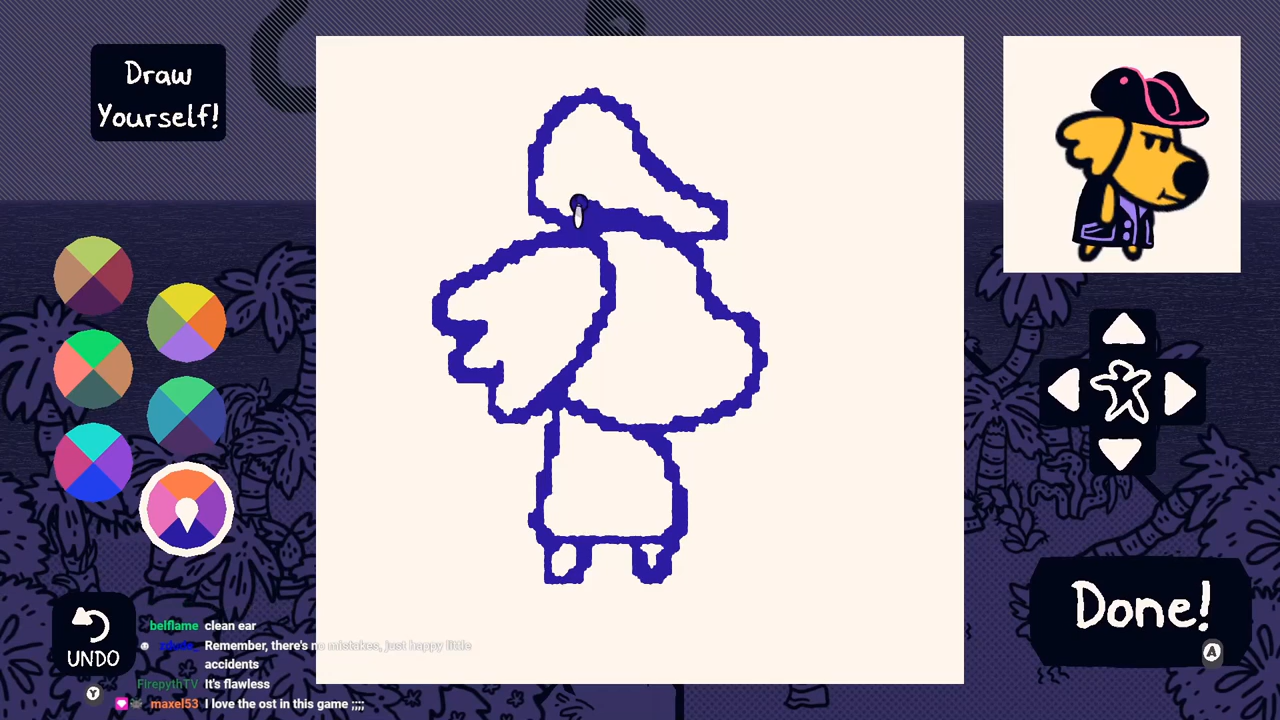 Draw
Yourself!
UNDO
Y
belflame clean ear
Remember, there's no mistakes, just happy little
accidents
FirepythTV It's flawless
maxel53 I love the ost in this game ;;;;
Done!
A